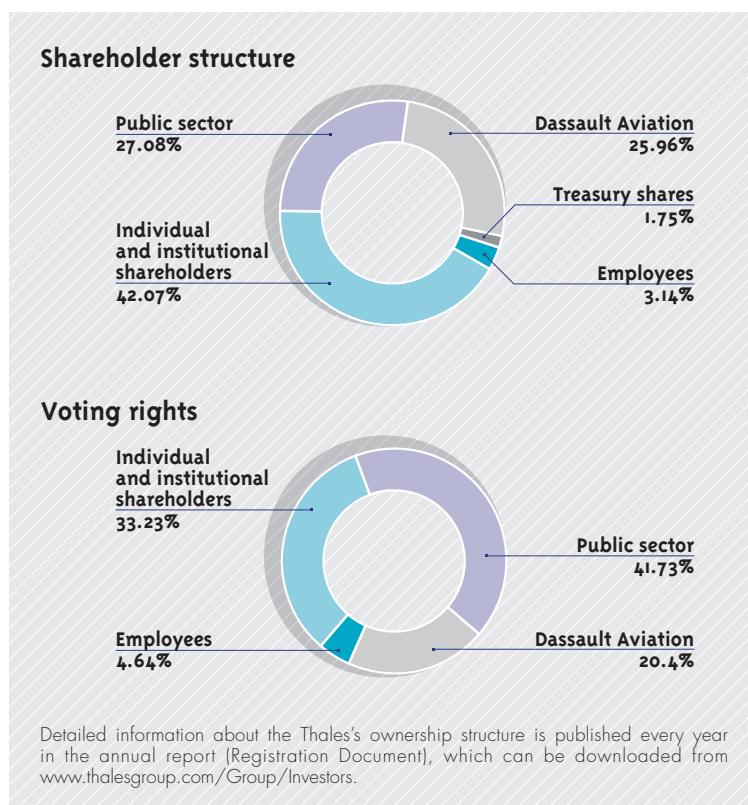 Shareholder structure
Public sector
27.08%
Dassault Aviation
25.96%
Treasury shares
1.75%
Individual
and institutional
shareholders
42.07%
Employees
3.14%
Voting rights
Individual
and institutional
shareholders
33.23%
Public sector
41.73%
Employees
4.64%
Dassault Aviation
20.4%
Detailed information about the Thales's ownership structure is published every year
in the annual report (Registration Document), which can be downloaded from
www.thalesgroup.com/Group/Investors.